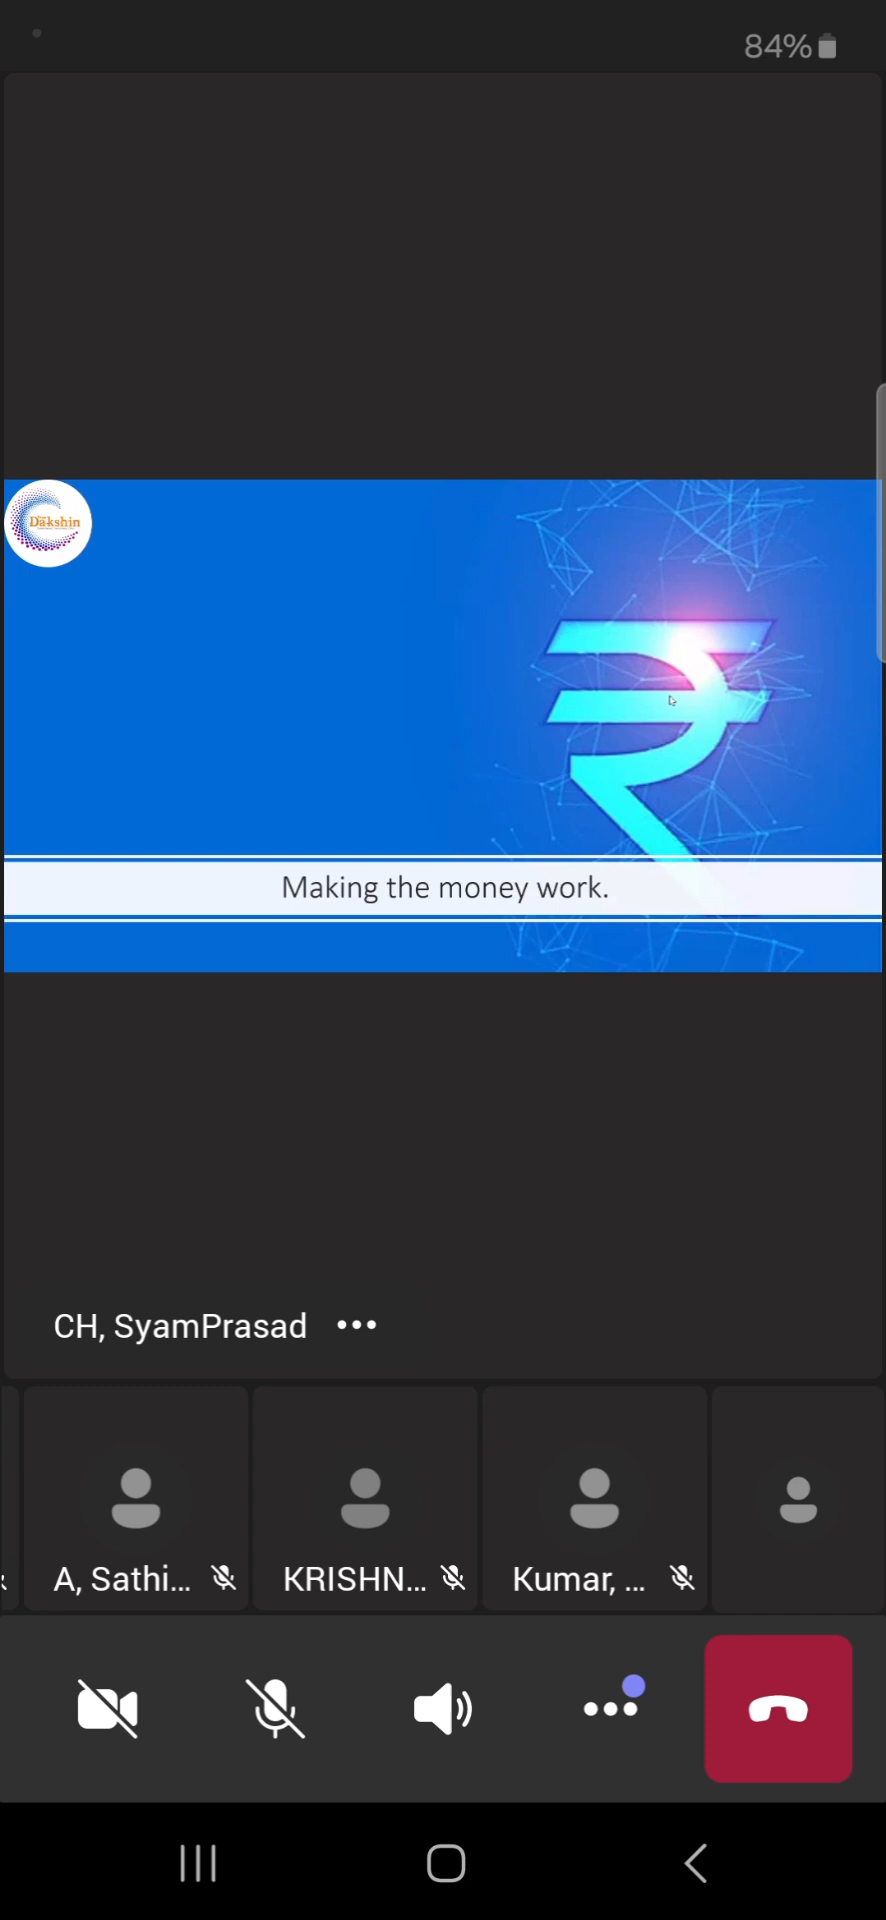 84%
Dakshin
Making the money work.
CH, SyamPrasad
A, Sathi...
KRISHN...
Kumar, ...